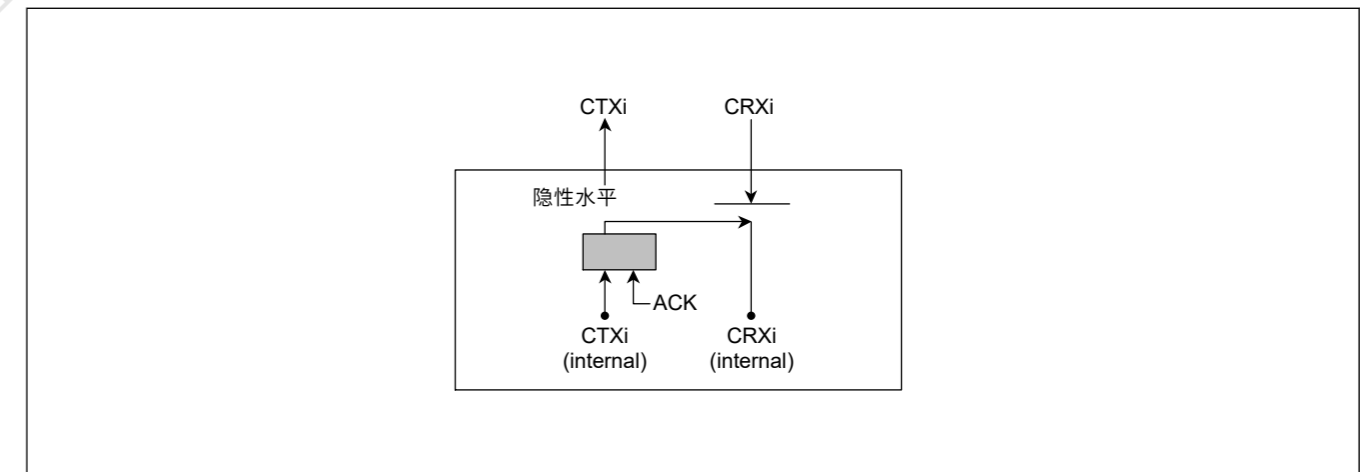 CTXi CRXi
隐性水平
ACK
CTXi CRXi
(internal) (internal)